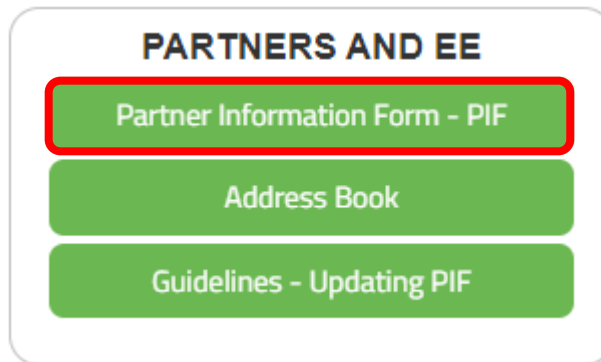 PARTNERS AND EE
Partner Information Form - PIF
Address Book
Guidelines - Updating PIF